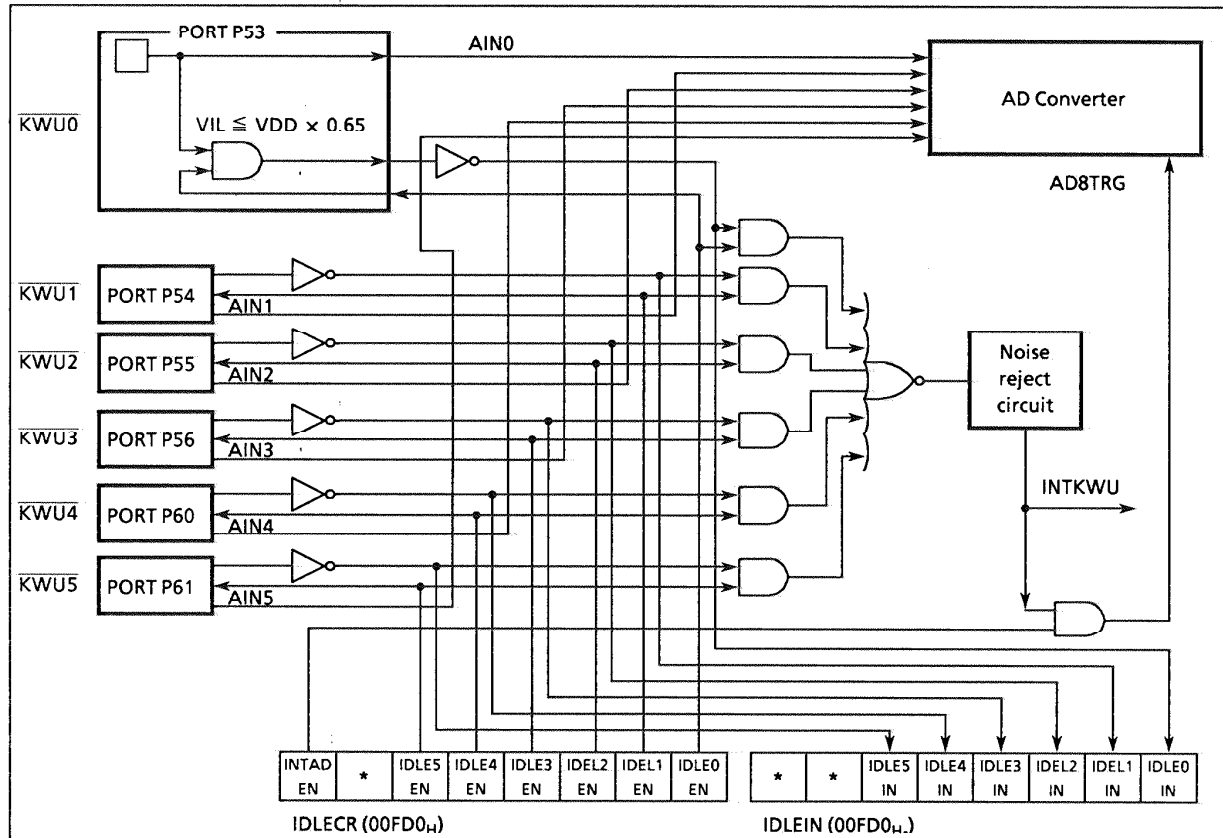 PORT P53
AIN0
AD Converter
KWU0
VIL ≦ VDD × 0.65
AD8TRG
KWU1
PORT P54
AIN1
KWU2
PORT P55
AIN2
Noise
reject
circuit
KWU3
PORT P56
AIN3
INTKWU
KWU4
PORT P60
AIN4
KWU5
PORT P61
AIN5
INTAD EN
*
IDLE5 EN
IDLE4 EN
IDLE3 EN
IDEL2 EN
IDEL1 EN
IDLE0 EN
*
*
IDLE5 IN
IDLE4 IN
IDLE3 IN
IDEL2 IN
IDEL1 IN
IDLE0 IN
IDLECR (00FD0H)
IDLEIN (00FD0H)